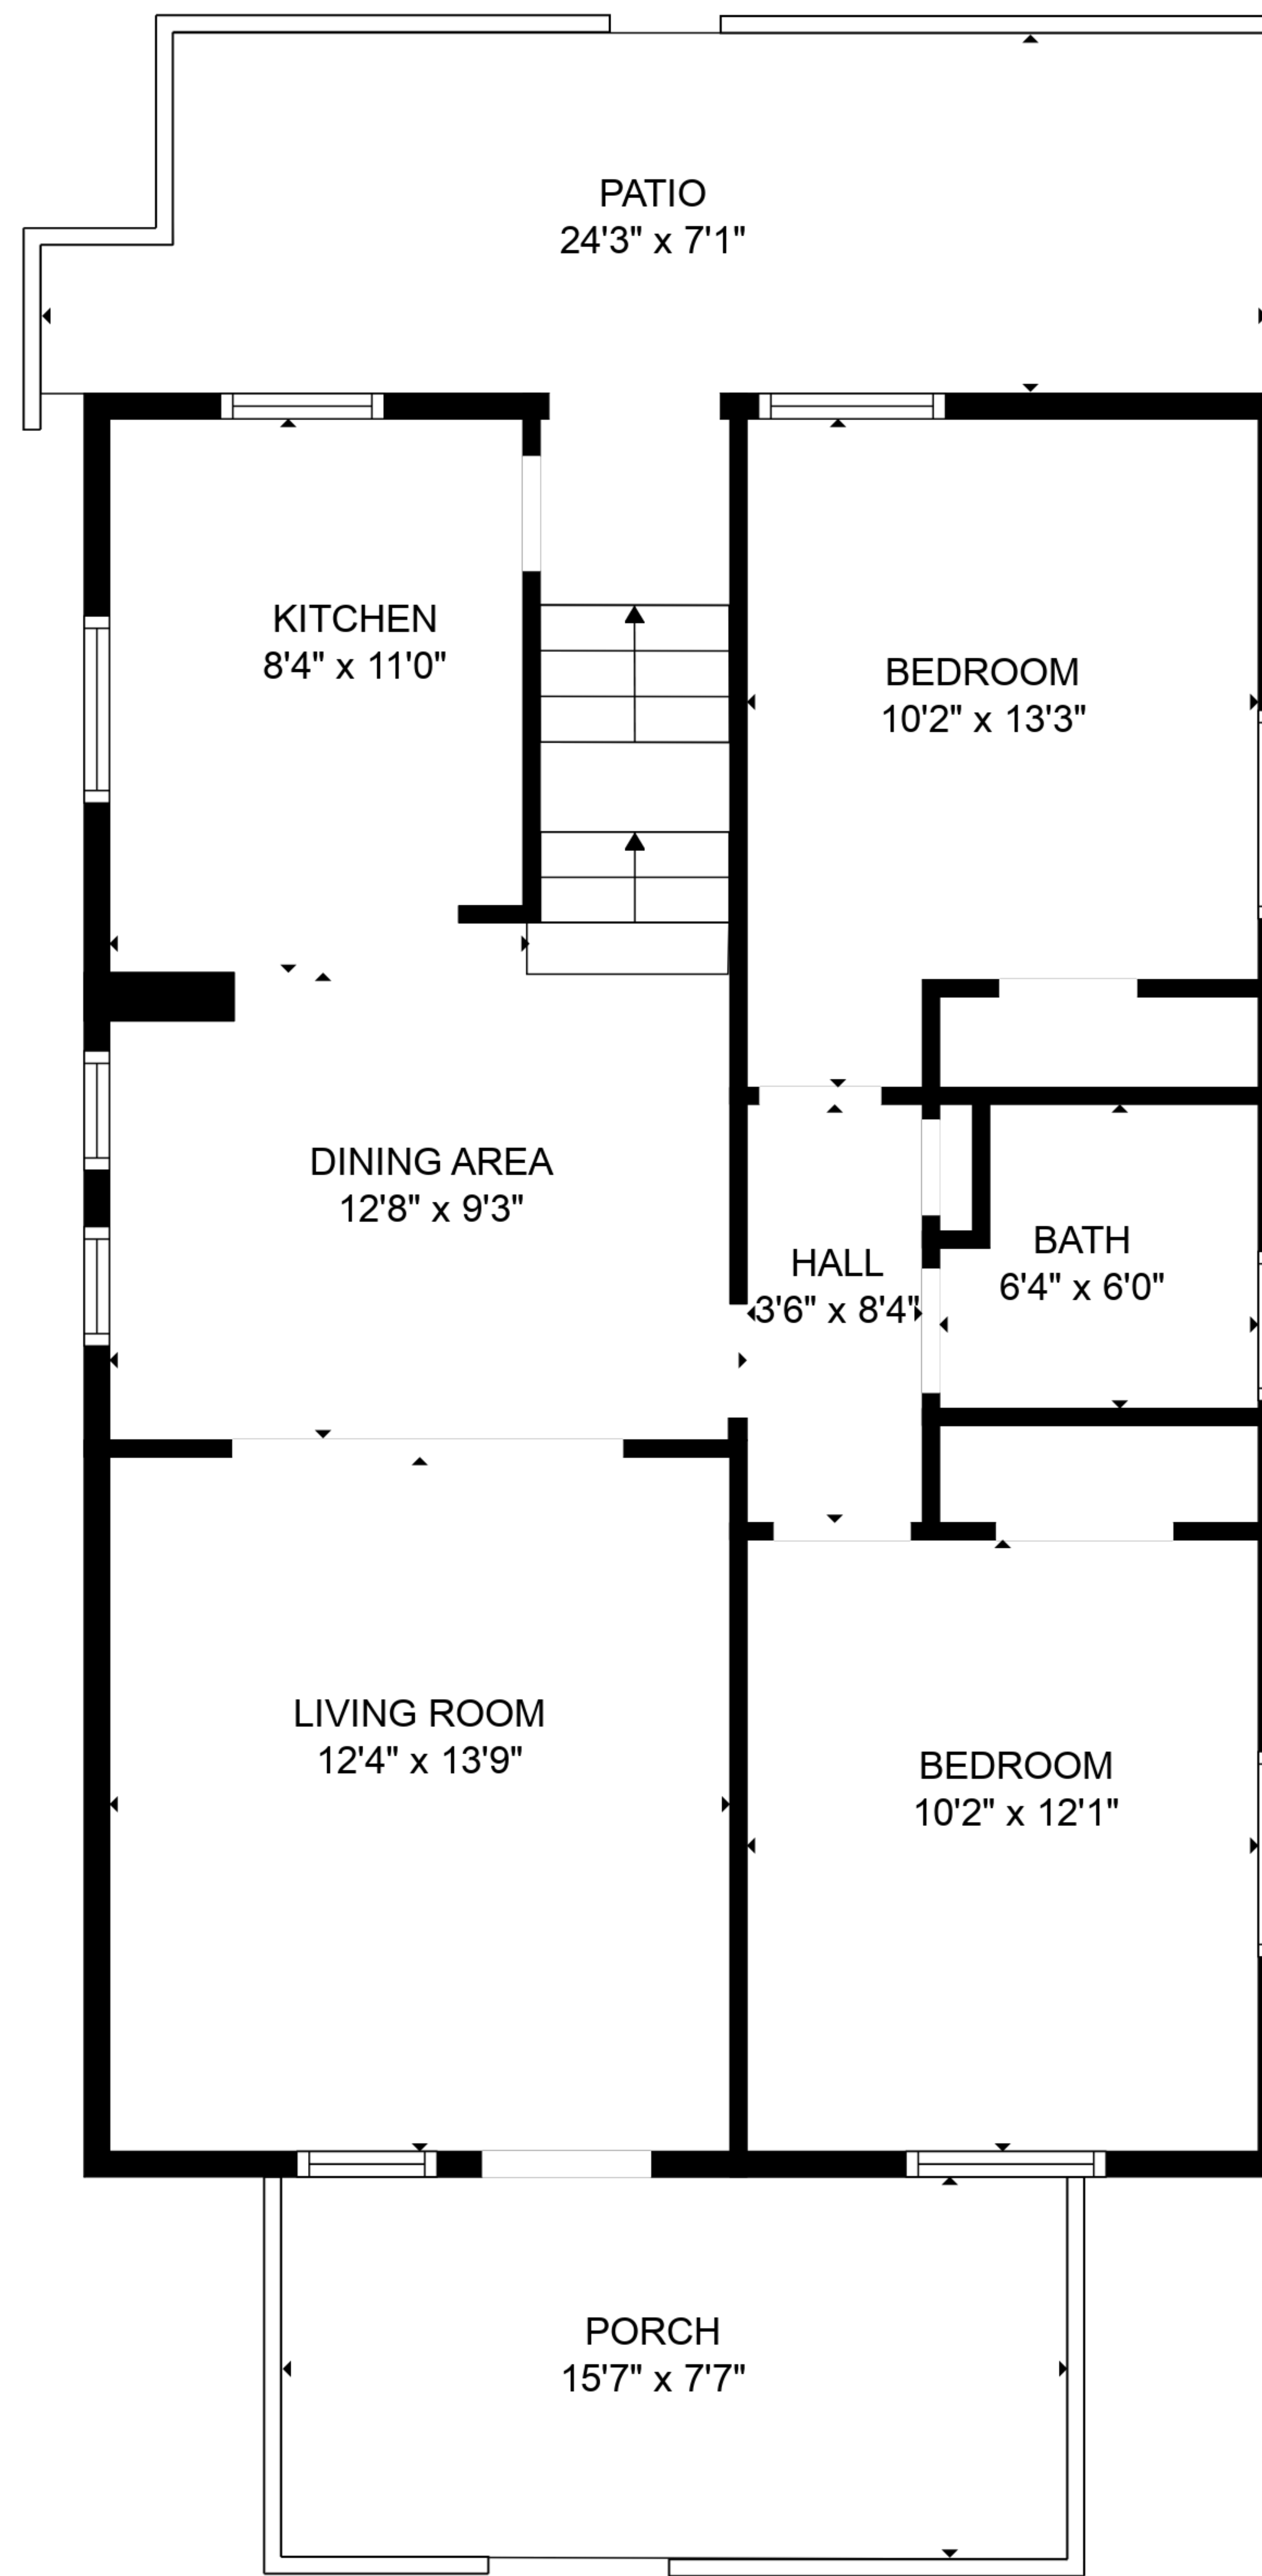 PATIO
24'3" x 7'1"
KITCHEN
8'4" x 11'0"
BEDROOM
10'2" x 13'3"
DINING AREA
12'8" x 9'3"
HALL
3'6" x 8'4"
BATH
6'4" x 6'0"
LIVING ROOM
12'4" x 13'9"
BEDROOM
10'2" x 12'1"
PORCH
15'7" x 7'7"